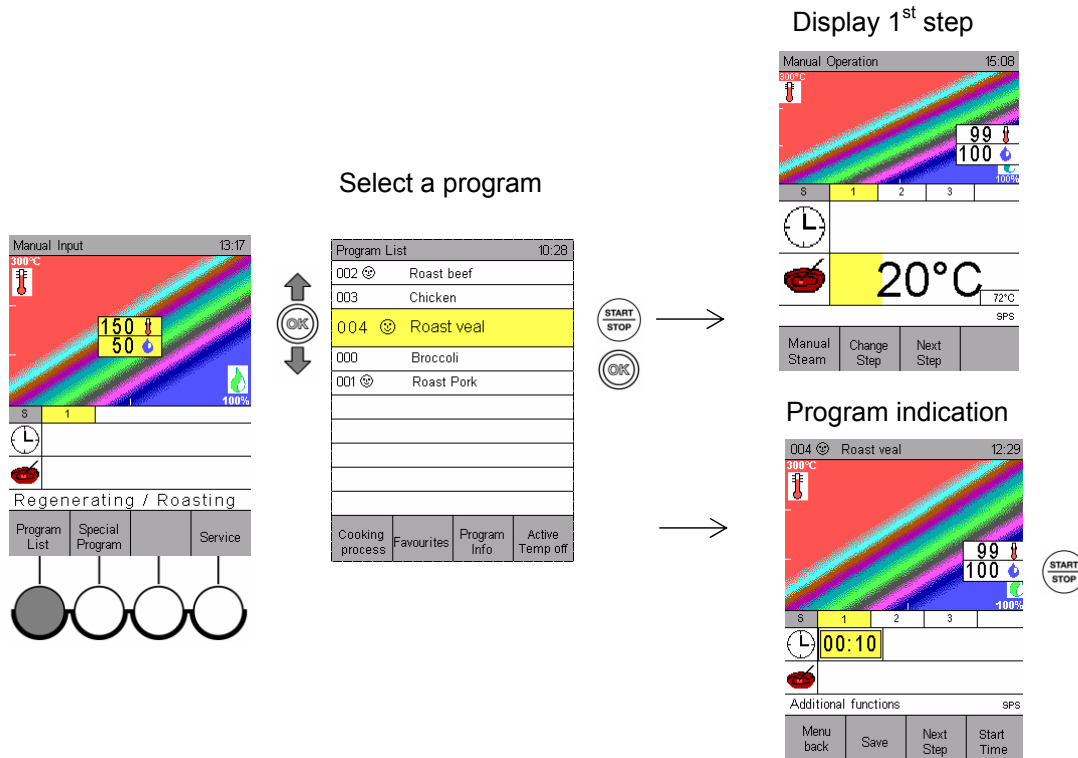 Display 1st step
Manual Operation 15:08
300°C
99
100
100%
S 1 2 3
20°C
72°C
SPS
Manual Steam Change Step Next Step
Select a program
Manual Input 13:17
300°C
150
50
100%
S 1
Regenerating / Roasting
Program List Special Program Service
OK
Program List 10:28
002 Roast beef
003 Chicken
004 Roast veal
000 Broccoli
001 Roast Pork
Cooking process Favourites Program Info Active Temp off
START STOP
OK
Program indication
004 Roast veal 12:29
300°C
99
100
100%
S 1 2 3
00:10
Additional functions SPS
Menu back Save Next Step Start Time
START STOP